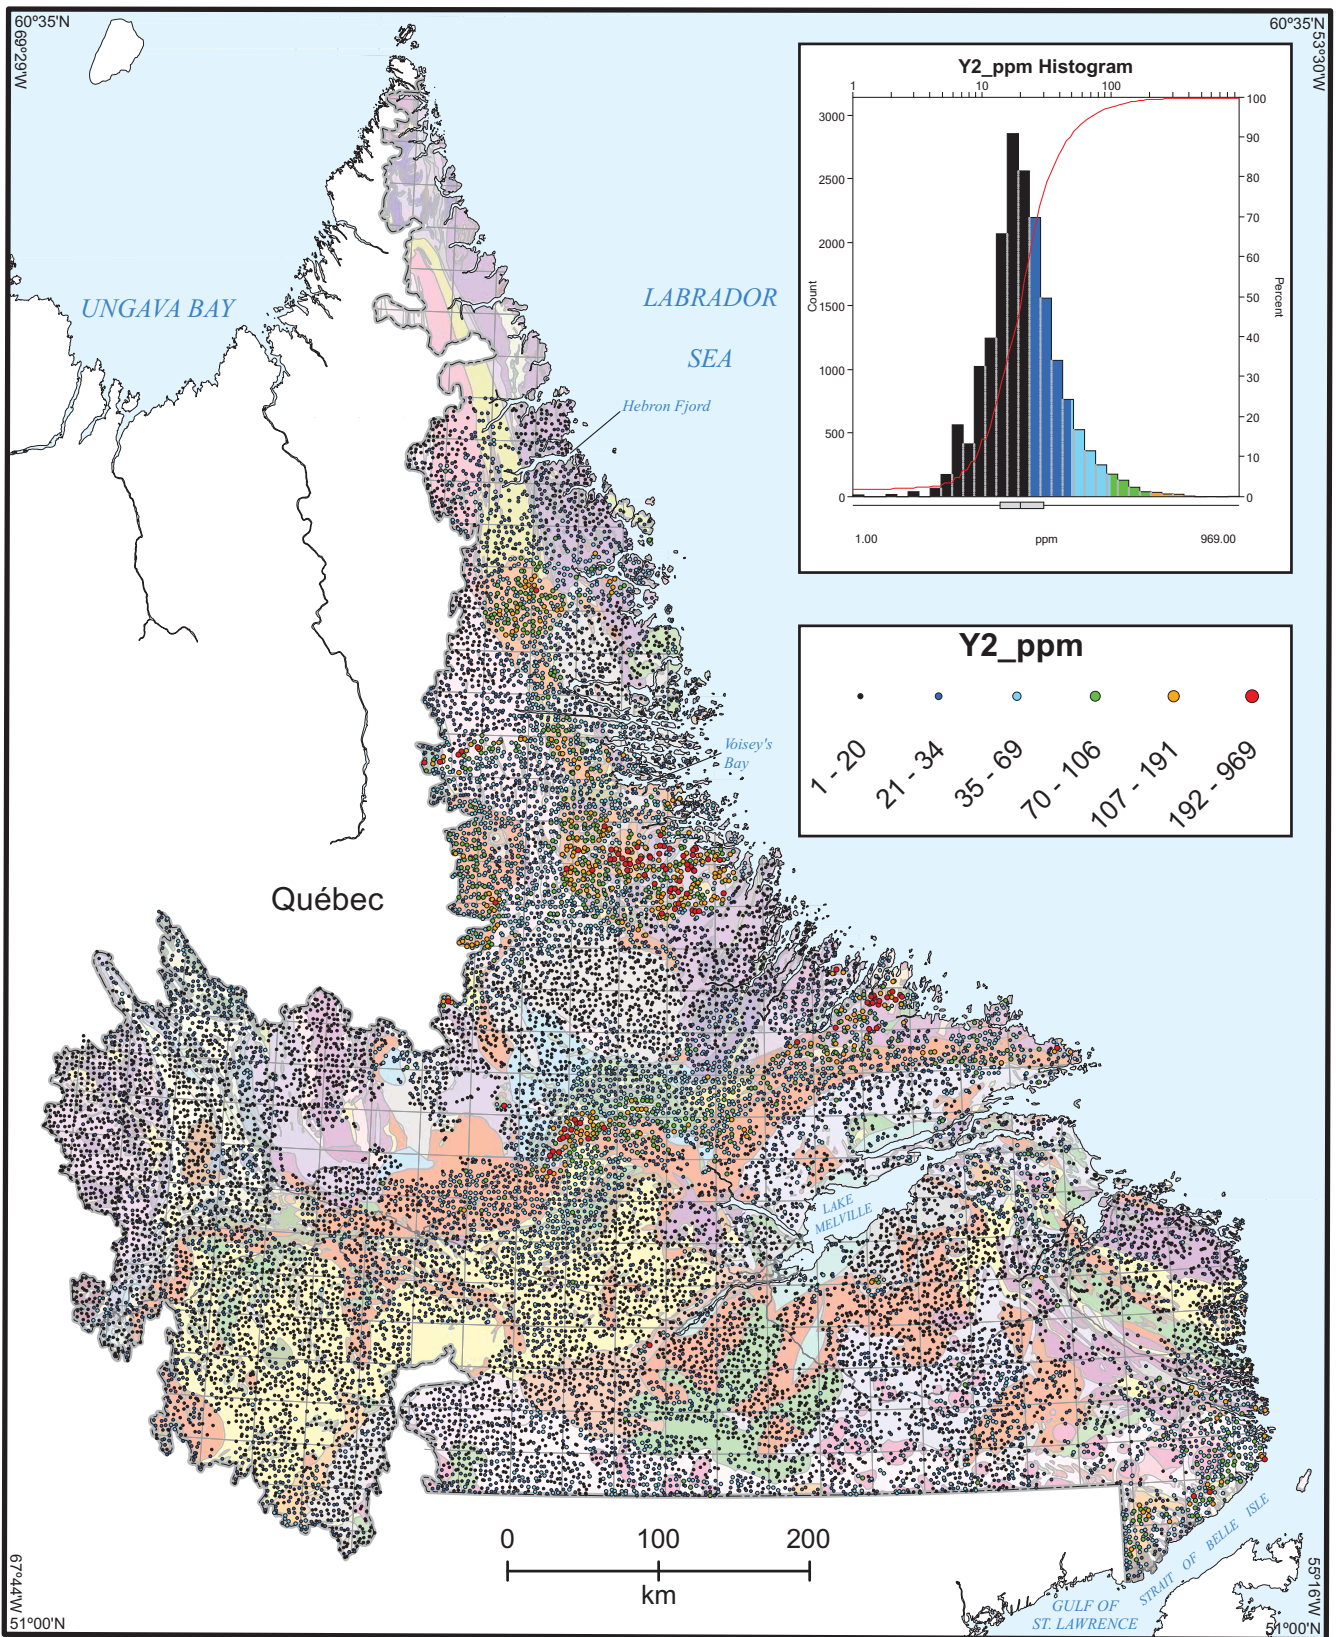 60°35'N
69°29'W
60°35'N
53°30'W
Y2_ppm Histogram
1
10
100
3000
2500
2000
1500
1000
500
0
Count
100
90
80
70
60
50
40
30
20
10
0
Percent
1.00
ppm
969.00
UNGAVA BAY
LABRADOR
SEA
Hebron Fjord
Y2_ppm
1 - 20
21 - 34
35 - 69
70 - 106
107 - 191
192 - 969
Voisey's
Bay
Québec
LAKE
MELVILLE
0
100
200
km
STRAIT OF BELLE ISLE
GULF OF
ST. LAWRENCE
67°44'W
51°00'N
55°16'W
51°00'N